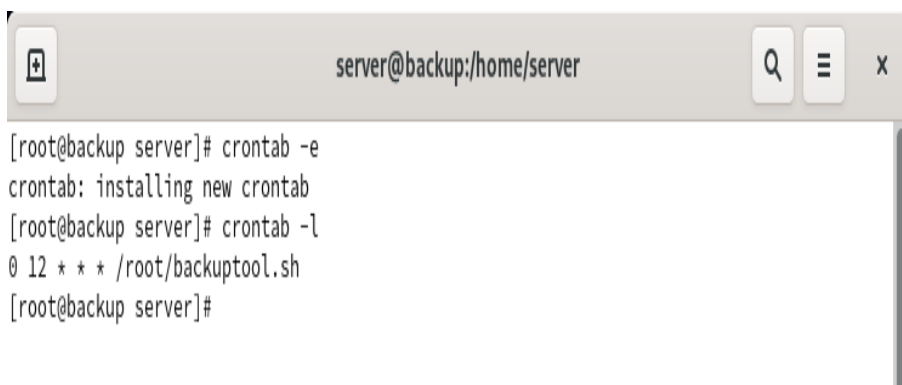 server@backup:/home/server
[root@backup server]# crontab -e
crontab: installing new crontab
[root@backup server]# crontab -l
0 12 * * * /root/backuptool.sh
[root@backup server]#